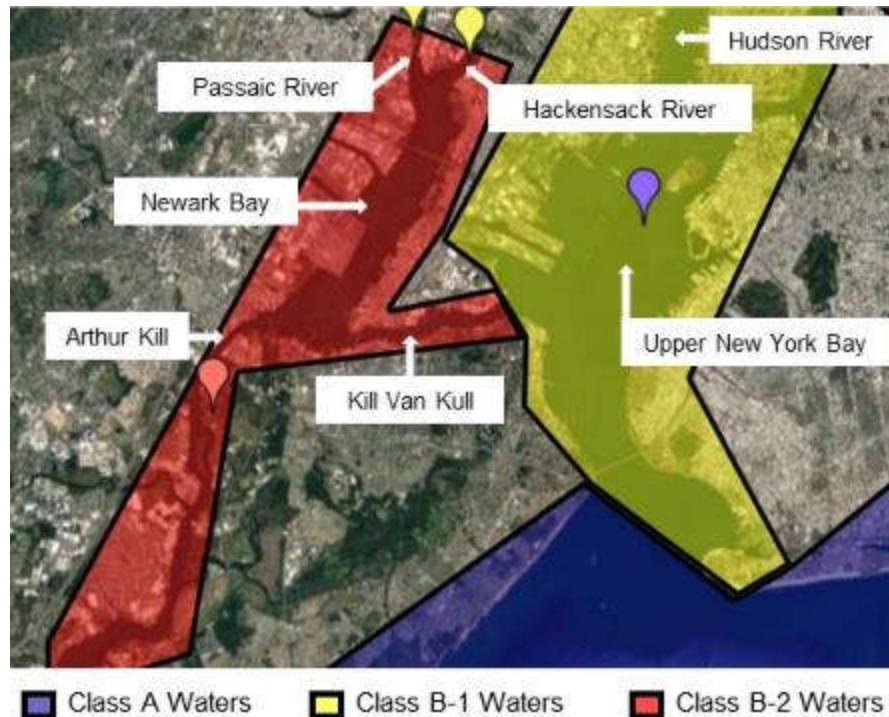 Hudson River
Passaic River
Hackensack River
Newark Bay
Arthur Kill
Upper New York Bay
Kill Van Kull
Class A Waters
Class B-1 Waters
Class B-2 Waters